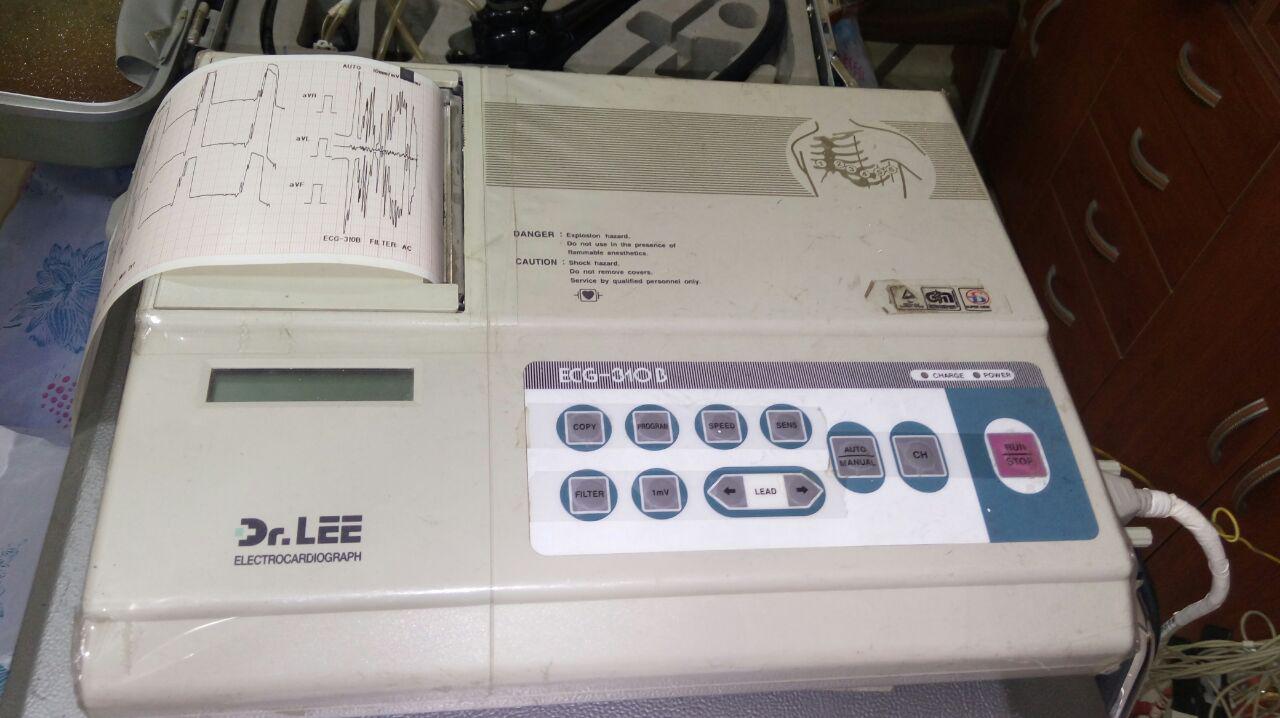 AUTO 10mm/mV
aVR
aVL
aVF
ECG-310B FILTER AC
DANGER : Explosion hazard.
Do not use in the presence of
flammable anesthetics.
CAUTION : Shock hazard.
Do not remove covers.
Service by qualified personnel only.
ECG-310B
CHARGE POWER
COPY PROGRAM SPEED SENS
AUTO
MANUAL
CH
RUN
STOP
FILTER 1mV LEAD
Dr.LEE
ELECTROCARDIOGRAPH